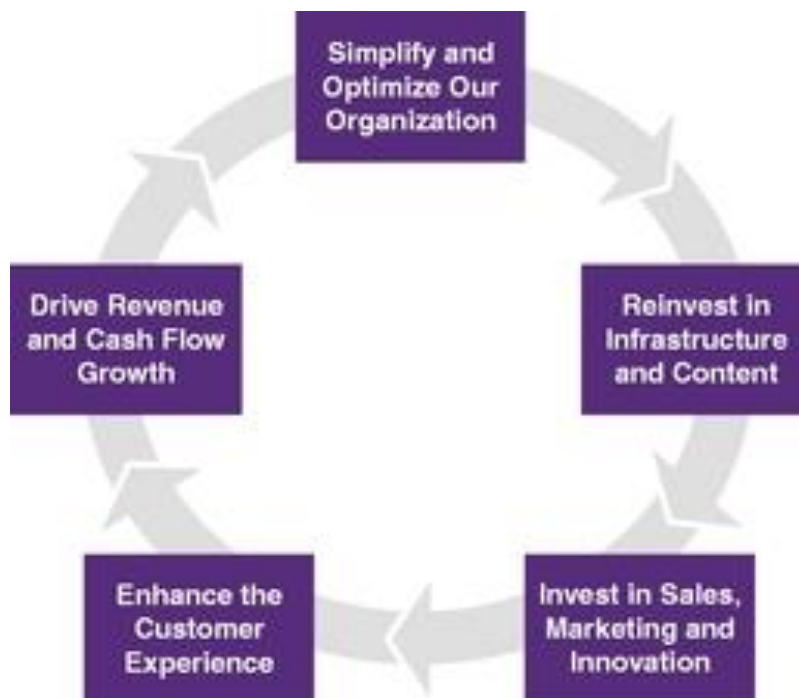 Simplify and
Optimize Our
Organization
Reinvest in
Infrastructure
and Content
Invest in Sales,
Marketing and
Innovation
Enhance the
Customer
Experience
Drive Revenue
and Cash Flow
Growth